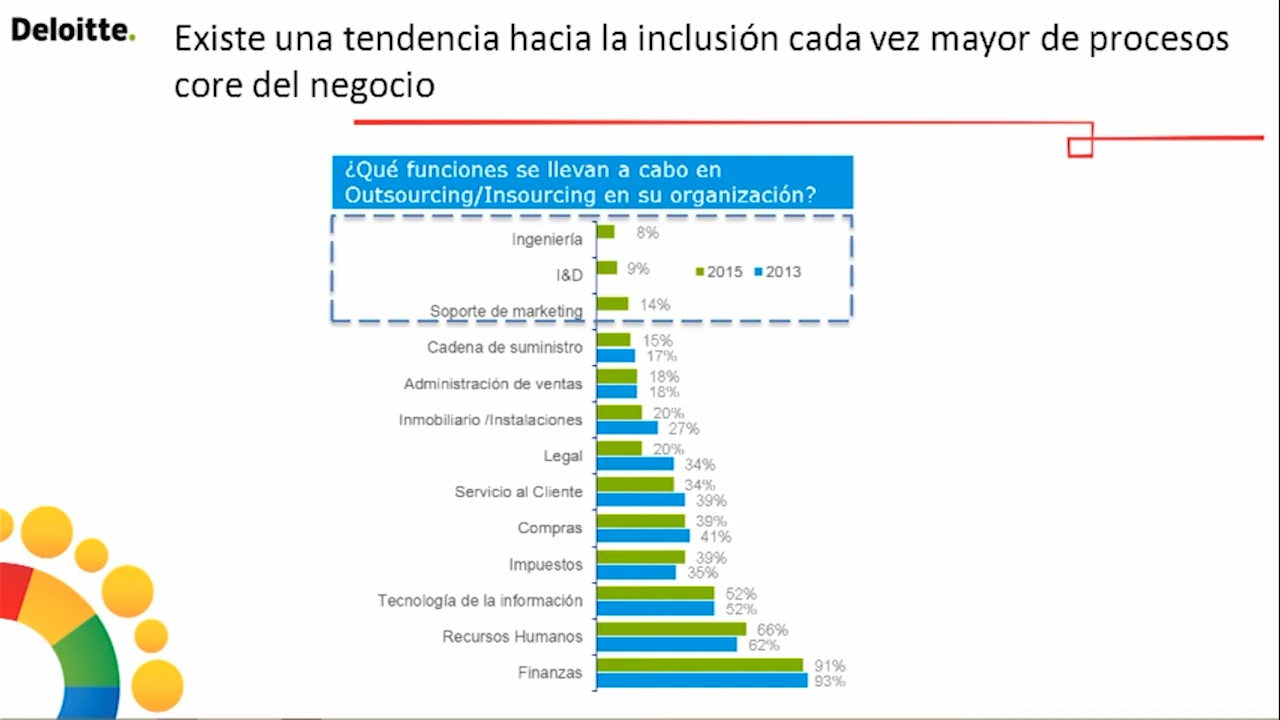 Deloitte.
Existe una tendencia hacia la inclusión cada vez mayor de procesos
core del negocio
¿Qué funciones se llevan a cabo en
Outsourcing/Insourcing en su organización?
Ingeniería 8%
I&D 9%
2015 2013
Soporte de marketing 14%
Cadena de suministro 15%
17%
Administración de ventas 18%
18%
Inmobiliario /Instalaciones 20%
27%
Legal 20%
34%
Servicio al Cliente 34%
39%
Compras 39%
41%
Impuestos 39%
35%
Tecnología de la información 52%
52%
Recursos Humanos 66%
62%
Finanzas 91%
93%